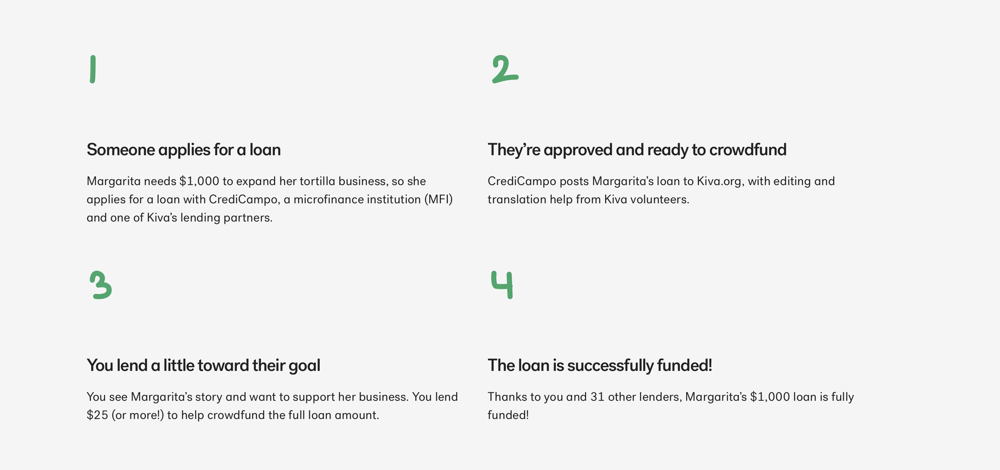 1
Someone applies for a loan
Margarita needs $1,000 to expand her tortilla business, so she
applies for a loan with CrediCampo, a microfinance institution (MFI)
and one of Kiva’s lending partners.
2
They’re approved and ready to crowdfund
CrediCampo posts Margarita’s loan to Kiva.org, with editing and
translation help from Kiva volunteers.
3
You lend a little toward their goal
You see Margarita’s story and want to support her business. You lend
$25 (or more!) to help crowdfund the full loan amount.
4
The loan is successfully funded!
Thanks to you and 31 other lenders, Margarita’s $1,000 loan is fully
funded!